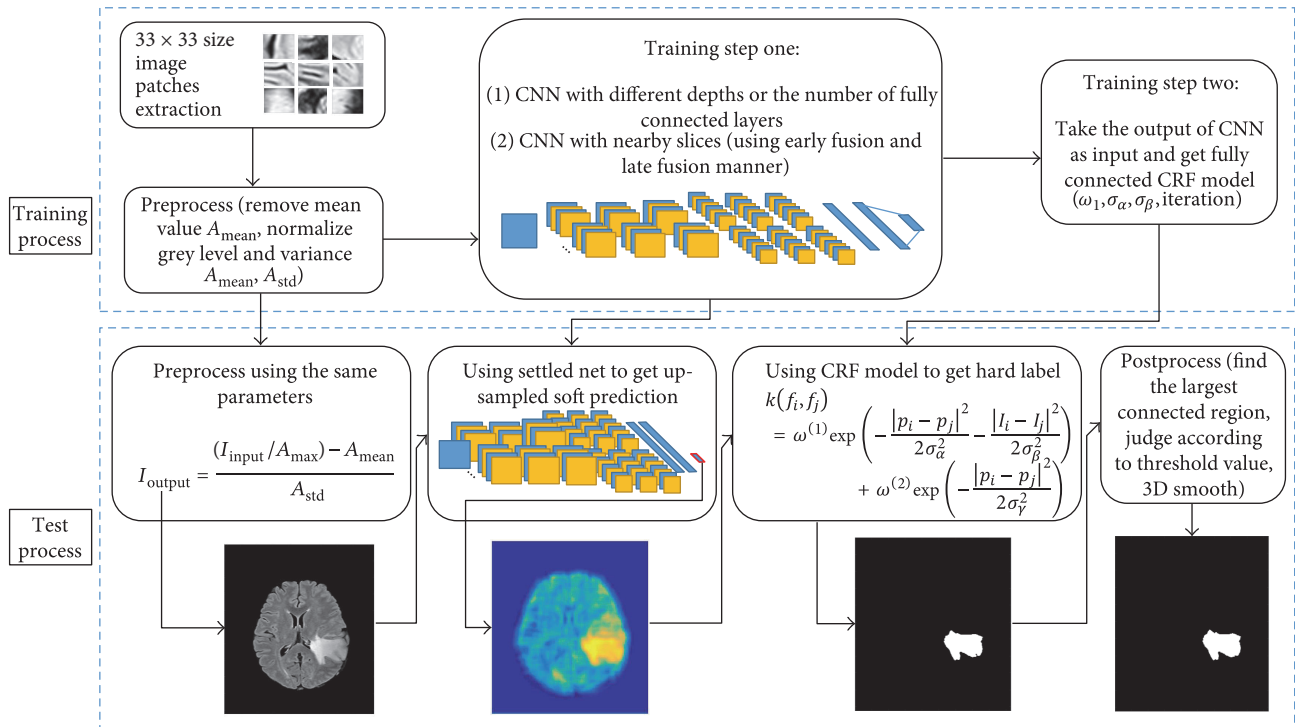 Training
process
33 × 33 size
image
patches
extraction
Preprocess (remove mean
value A_mean, normalize
grey level and variance
A_mean, A_std)
Training step one:
(1) CNN with different depths or the number of fully
connected layers
(2) CNN with nearby slices (using early fusion and
late fusion manner)
Training step two:
Take the output of CNN
as input and get fully
connected CRF model
(ω_1, σ_α, σ_β, iteration)
Test
process
Preprocess using the same
parameters
I_output = ((I_input/A_max) − A_mean) / A_std
Using settled net to get up-
sampled soft prediction
Using CRF model to get hard label
k(f_i, f_j)
= ω^(1) exp(−|p_i − p_j|^2 / 2σ_α^2 − |I_i − I_j|^2 / 2σ_β^2)
+ ω^(2) exp(−|p_i − p_j|^2 / 2σ_γ^2)
Postprocess (find
the largest
connected region,
judge according
to threshold value,
3D smooth)